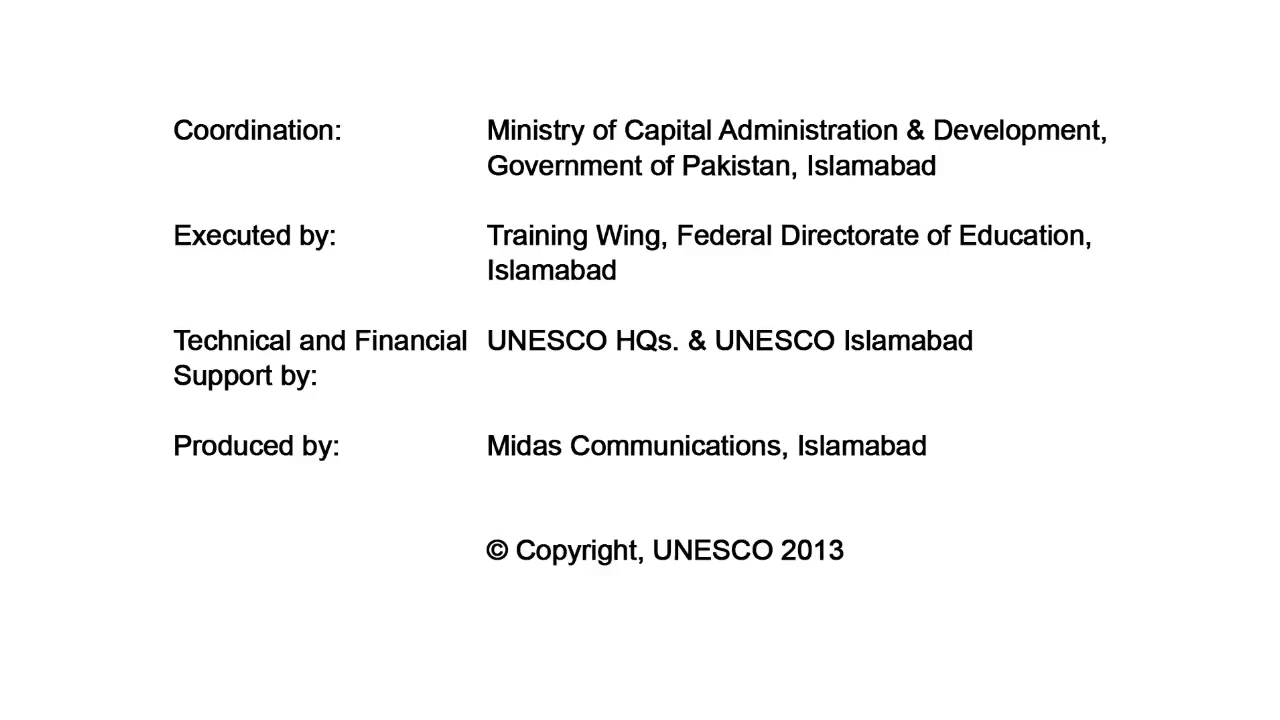 Coordination: Ministry of Capital Administration & Development,
Government of Pakistan, Islamabad
Executed by: Training Wing, Federal Directorate of Education,
Islamabad
Technical and Financial UNESCO HQs. & UNESCO Islamabad
Support by:
Produced by: Midas Communications, Islamabad
© Copyright, UNESCO 2013